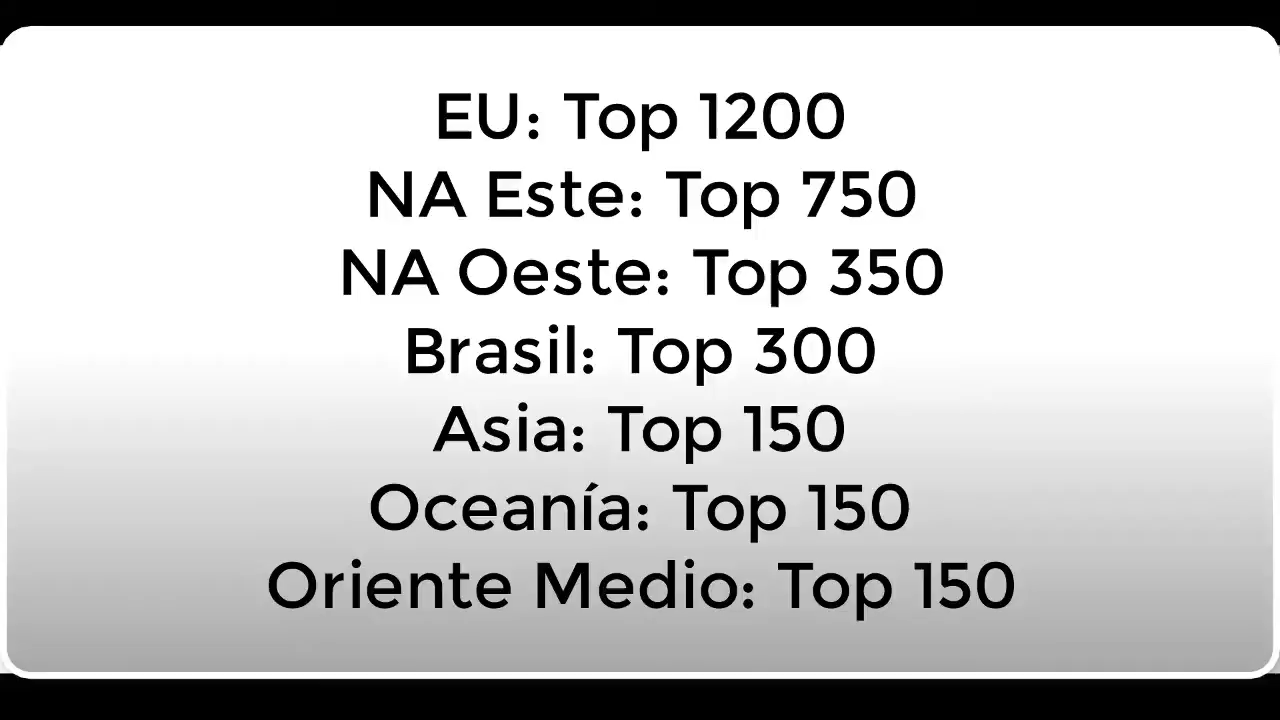 EU: Top 1200
NA Este: Top 750
NA Oeste: Top 350
Brasil: Top 300
Asia: Top 150
Oceanía: Top 150
Oriente Medio: Top 150